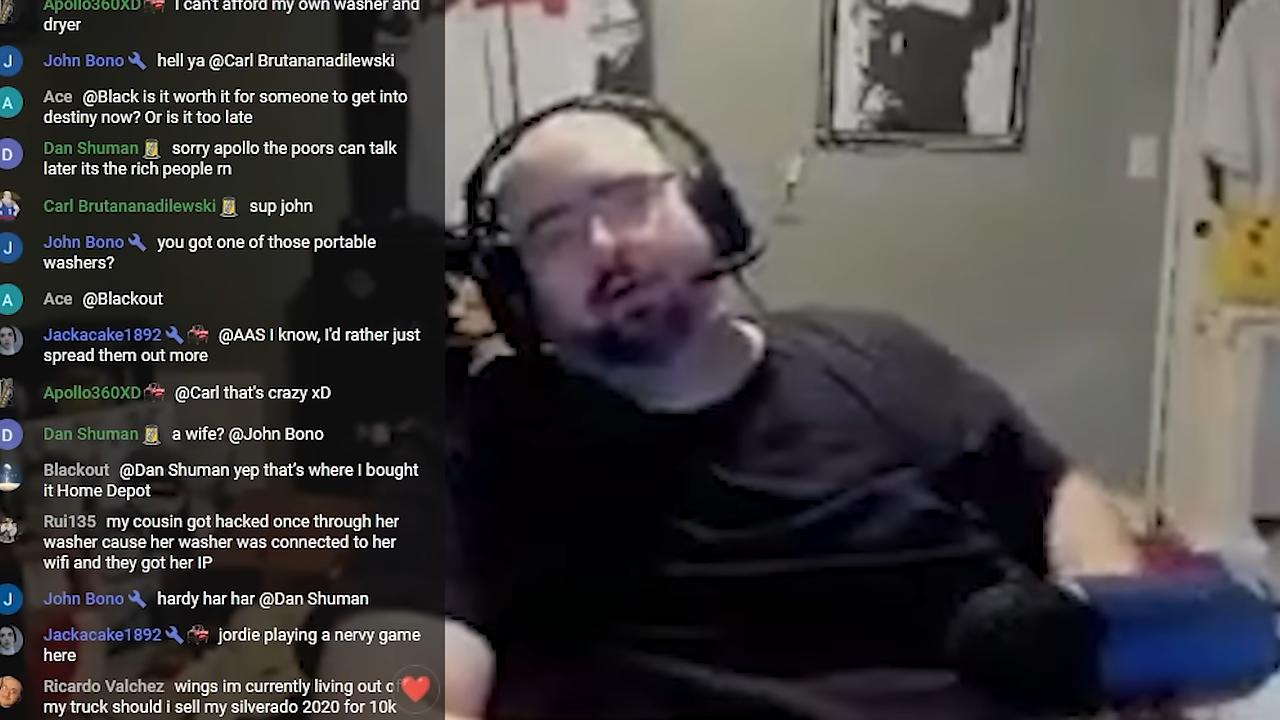 Apollo360XD I can't afford my own washer and
dryer
J John Bono hell ya @Carl Brutananadilewski
A Ace @Black is it worth it for someone to get into
destiny now? Or is it too late
D Dan Shuman sorry apollo the poors can talk
later its the rich people rn
Carl Brutananadilewski sup john
J John Bono you got one of those portable
washers?
A Ace @Blackout
Jackacake1892 @AAS I know, I'd rather just
spread them out more
Apollo360XD @Carl that's crazy xD
D Dan Shuman a wife? @John Bono
Blackout @Dan Shuman yep that's where I bought
it Home Depot
Rui135 my cousin got hacked once through her
washer cause her washer was connected to her
wifi and they got her IP
J John Bono hardy har har @Dan Shuman
Jackacake1892 jordie playing a nervy game
here
Ricardo Valchez wings im currently living out of
my truck should i sell my silverado 2020 for 10k